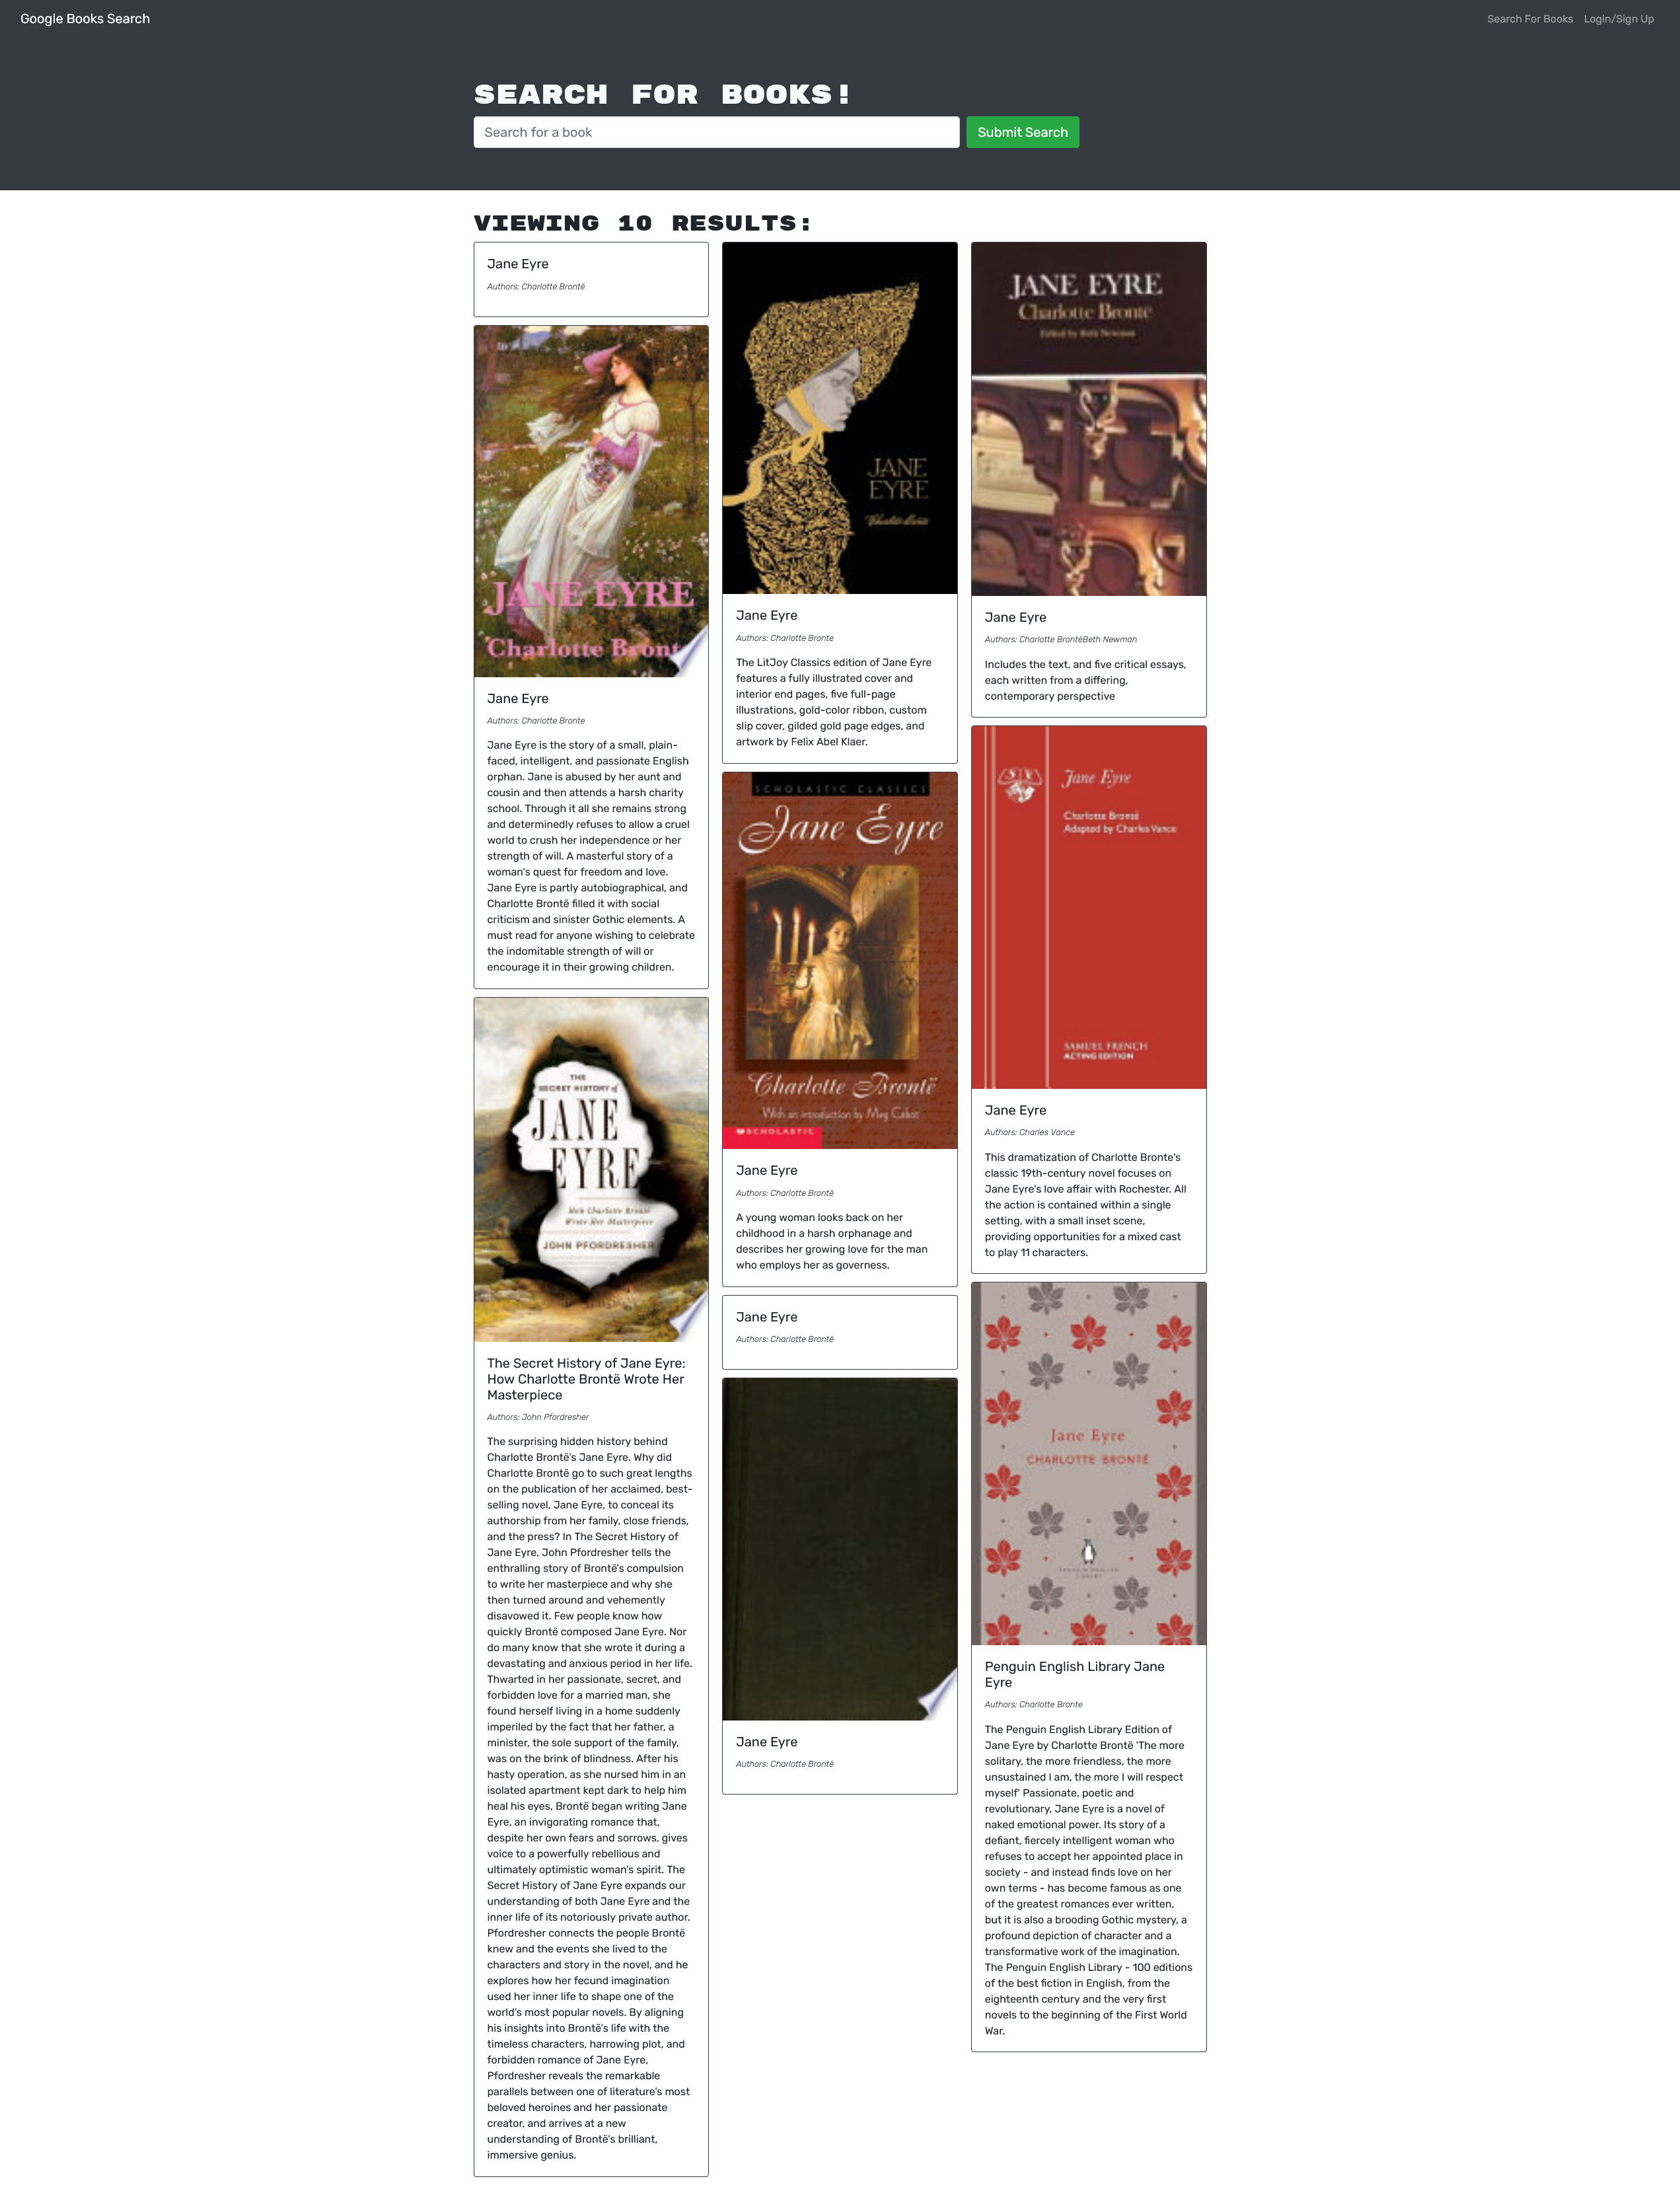 Google Books Search
Search For Books
Login/Sign Up
SEARCH FOR BOOKS!
Search for a book
Submit Search
VIEWING 10 RESULTS:
Jane Eyre
Authors: Charlotte Brontë
JANE EYRE
Charlotte Bront
Jane Eyre
Authors: Charlotte Bronte
Jane Eyre is the story of a small, plain-
faced, intelligent, and passionate English
orphan. Jane is abused by her aunt and
cousin and then attends a harsh charity
school. Through it all she remains strong
and determinedly refuses to allow a cruel
world to crush her independence or her
strength of will. A masterful story of a
woman's quest for freedom and love.
Jane Eyre is partly autobiographical, and
Charlotte Brontë filled it with social
criticism and sinister Gothic elements. A
must read for anyone wishing to celebrate
the indomitable strength of will or
encourage it in their growing children.
THE
SECRET HISTORY of
JANE
EYRE
How Charlotte Brontë
Wrote Her Masterpiece
JOHN PFORDRESHER
The Secret History of Jane Eyre:
How Charlotte Brontë Wrote Her
Masterpiece
Authors: John Pfordresher
The surprising hidden history behind
Charlotte Brontë's Jane Eyre. Why did
Charlotte Brontë go to such great lengths
on the publication of her acclaimed, best-
selling novel, Jane Eyre, to conceal its
authorship from her family, close friends,
and the press? In The Secret History of
Jane Eyre, John Pfordresher tells the
enthralling story of Brontë's compulsion
to write her masterpiece and why she
then turned around and vehemently
disavowed it. Few people know how
quickly Brontë composed Jane Eyre. Nor
do many know that she wrote it during a
devastating and anxious period in her life.
Thwarted in her passionate, secret, and
forbidden love for a married man, she
found herself living in a home suddenly
imperiled by the fact that her father, a
minister, the sole support of the family,
was on the brink of blindness. After his
hasty operation, as she nursed him in an
isolated apartment kept dark to help him
heal his eyes, Brontë began writing Jane
Eyre, an invigorating romance that,
despite her own fears and sorrows, gives
voice to a powerfully rebellious and
ultimately optimistic woman's spirit. The
Secret History of Jane Eyre expands our
understanding of both Jane Eyre and the
inner life of its notoriously private author.
Pfordresher connects the people Brontë
knew and the events she lived to the
characters and story in the novel, and he
explores how her fecund imagination
used her inner life to shape one of the
world's most popular novels. By aligning
his insights into Brontë's life with the
timeless characters, harrowing plot, and
forbidden romance of Jane Eyre,
Pfordresher reveals the remarkable
parallels between one of literature's most
beloved heroines and her passionate
creator, and arrives at a new
understanding of Brontë's brilliant,
immersive genius.
JANE
EYRE
Jane Eyre
Authors: Charlotte Bronte
The LitJoy Classics edition of Jane Eyre
features a fully illustrated cover and
interior end pages, five full-page
illustrations, gold-color ribbon, custom
slip cover, gilded gold page edges, and
artwork by Felix Abel Klaer.
SCHOLASTIC CLASSICS
Jane Eyre
Charlotte Brontë
With an introduction by Meg Cabot
SCHOLASTIC
Jane Eyre
Authors: Charlotte Brontë
A young woman looks back on her
childhood in a harsh orphanage and
describes her growing love for the man
who employs her as governess.
Jane Eyre
Authors: Charlotte Brontë
Jane Eyre
Authors: Charlotte Brontë
JANE EYRE
Charlotte Brontë
Edited by Beth Newman
Jane Eyre
Authors: Charlotte BrontëBeth Newman
Includes the text, and five critical essays,
each written from a differing,
contemporary perspective
Jane Eyre
Charlotte Brontë
Adapted by Charles Vance
SAMUEL FRENCH
ACTING EDITION
Jane Eyre
Authors: Charles Vance
This dramatization of Charlotte Bronte's
classic 19th-century novel focuses on
Jane Eyre's love affair with Rochester. All
the action is contained within a single
setting, with a small inset scene,
providing opportunities for a mixed cast
to play 11 characters.
Jane Eyre
CHARLOTTE BRONTË
PENGUIN ENGLISH
LIBRARY
Penguin English Library Jane
Eyre
Authors: Charlotte Bronte
The Penguin English Library Edition of
Jane Eyre by Charlotte Brontë 'The more
solitary, the more friendless, the more
unsustained I am, the more I will respect
myself' Passionate, poetic and
revolutionary, Jane Eyre is a novel of
naked emotional power. Its story of a
defiant, fiercely intelligent woman who
refuses to accept her appointed place in
society - and instead finds love on her
own terms - has become famous as one
of the greatest romances ever written,
but it is also a brooding Gothic mystery, a
profound depiction of character and a
transformative work of the imagination.
The Penguin English Library - 100 editions
of the best fiction in English, from the
eighteenth century and the very first
novels to the beginning of the First World
War.